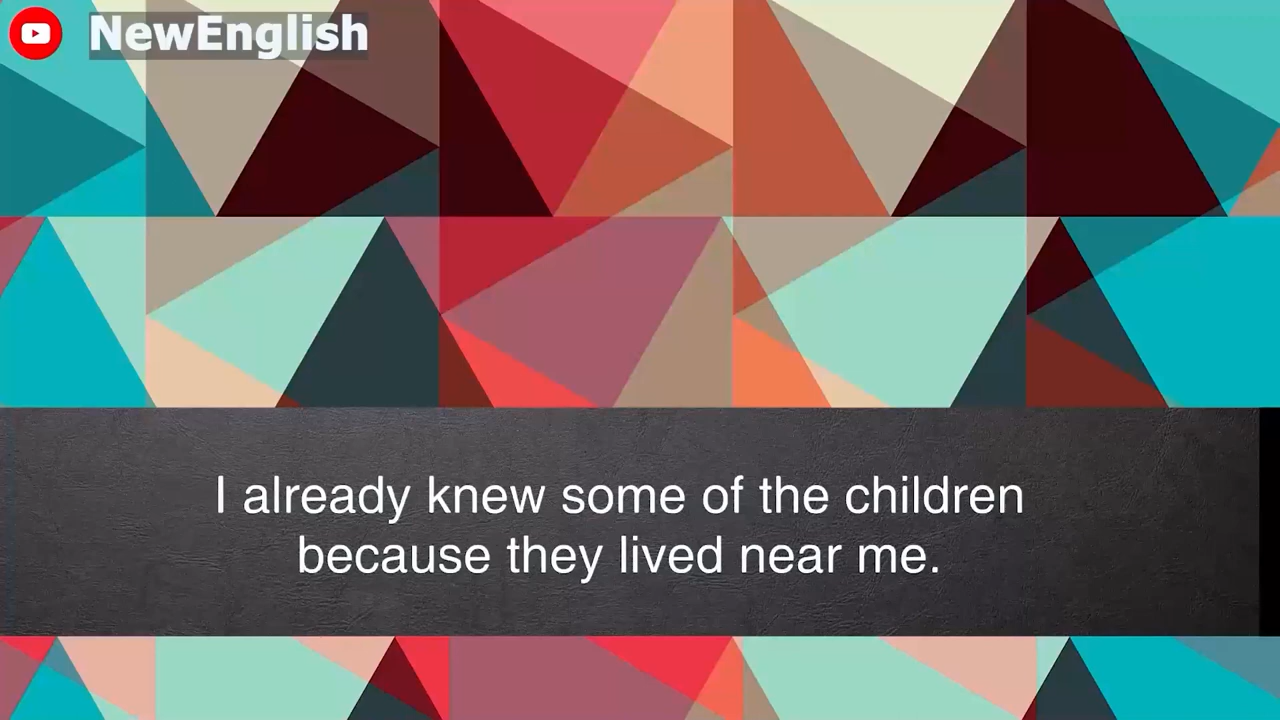 NewEnglish
I already knew some of the children
because they lived near me.